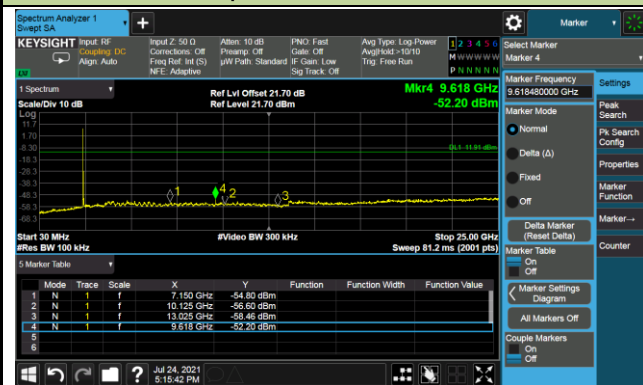 Spectrum Analyzer 1
Swept SA
+
Marker
KEYSIGHT
Input: RF
Coupling: DC
Align: Auto
Input Z: 50 Ω
Corrections: Off
Freq Ref: Int (S)
NFE: Adaptive
Atten: 10 dB
Preamp: Off
µW Path: Standard
PNO: Fast
Gate: Off
IF Gain: Low
Sig Track: Off
Avg Type: Log-Power
Avg|Hold >10/10
Trig: Free Run
1 2 3 4 5 6
M W W W W W
P N N N N N
LW
Select Marker
Marker 4
1 Spectrum
Scale/Div 10 dB
Log
Ref Lvl Offset 21.70 dB
Ref Level 21.70 dBm
Mkr4 9.618 GHz
-52.20 dBm
11.7
1.70
-8.30
-18.3
-28.3
-38.3
-48.3
-58.3
-68.3
DL1 -11.91 dBm
1
4
2
3
Start 30 MHz
#Res BW 100 kHz
#Video BW 300 kHz
Stop 25.00 GHz
Sweep 81.2 ms (2001 pts)
5 Marker Table
Mode Trace Scale X Y Function Function Width Function Value
1 N 1 f 7.150 GHz -54.80 dBm
2 N 1 f 10.125 GHz -56.60 dBm
3 N 1 f 13.025 GHz -58.46 dBm
4 N 1 f 9.618 GHz -52.20 dBm
5
6
Marker Frequency
9.618480000 GHz
Marker Mode
Normal
Delta (Δ)
Fixed
Off
Delta Marker
(Reset Delta)
Marker Table
On
Off
Marker Settings
Diagram
All Markers Off
Couple Markers
On
Off
Settings
Peak
Search
Pk Search
Config
Properties
Marker
Function
Marker→
Counter
?
Jul 24, 2021
5:15:42 PM